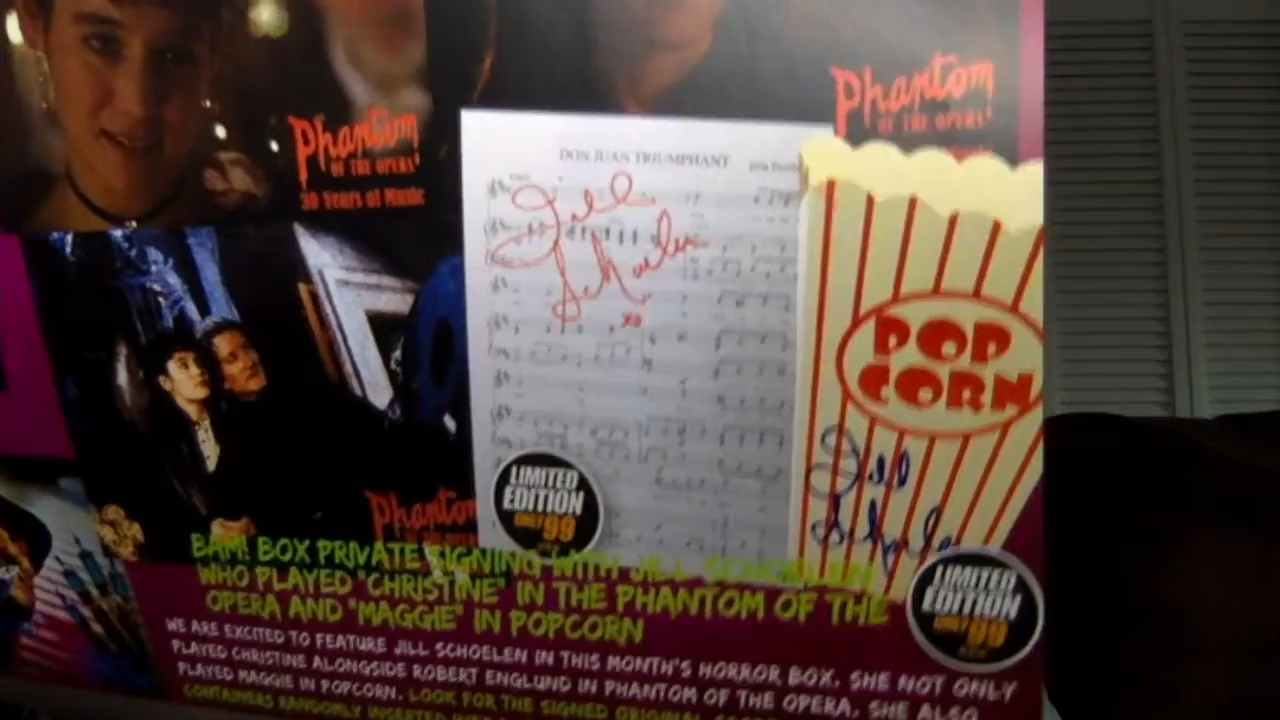 Phantom
OF THE OPERA
30 Years of Music
Phantom
OF THE OPERA
DON JUAN TRIUMPHANT
Jill
Schoelen
xo
POP
CORN
Jill
Schoelen
LIMITED
EDITION
ONLY 99
Phantom
BAM! BOX PRIVATE SIGNING WITH JILL SCHOELEN
WHO PLAYED "CHRISTINE" IN THE PHANTOM OF THE
OPERA AND "MAGGIE" IN POPCORN
LIMITED
EDITION
ONLY 99
WE ARE EXCITED TO FEATURE JILL SCHOELEN IN THIS MONTH'S HORROR BOX. SHE NOT ONLY
PLAYED CHRISTINE ALONGSIDE ROBERT ENGLUND IN PHANTOM OF THE OPERA, SHE ALSO
PLAYED MAGGIE IN POPCORN. LOOK FOR THE SIGNED ORIGINAL
CONTAINERS RANDOMLY INSERTED